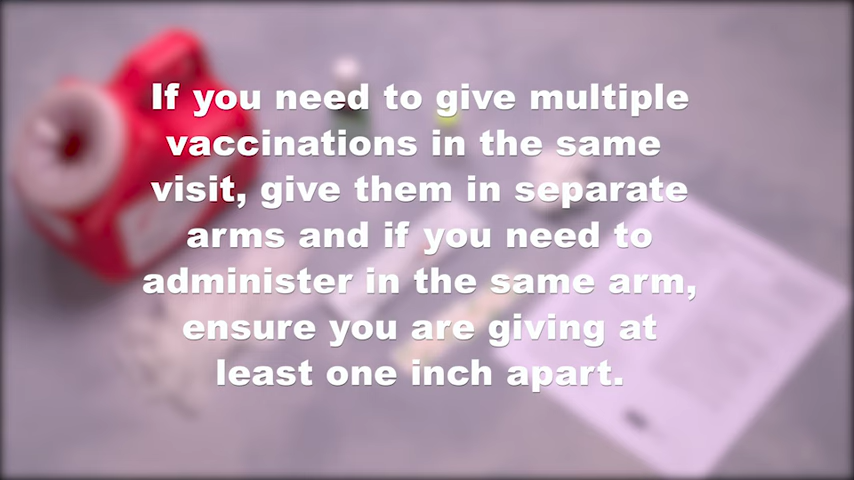 If you need to give multiple
vaccinations in the same
visit, give them in separate
arms and if you need to
administer in the same arm,
ensure you are giving at
least one inch apart.